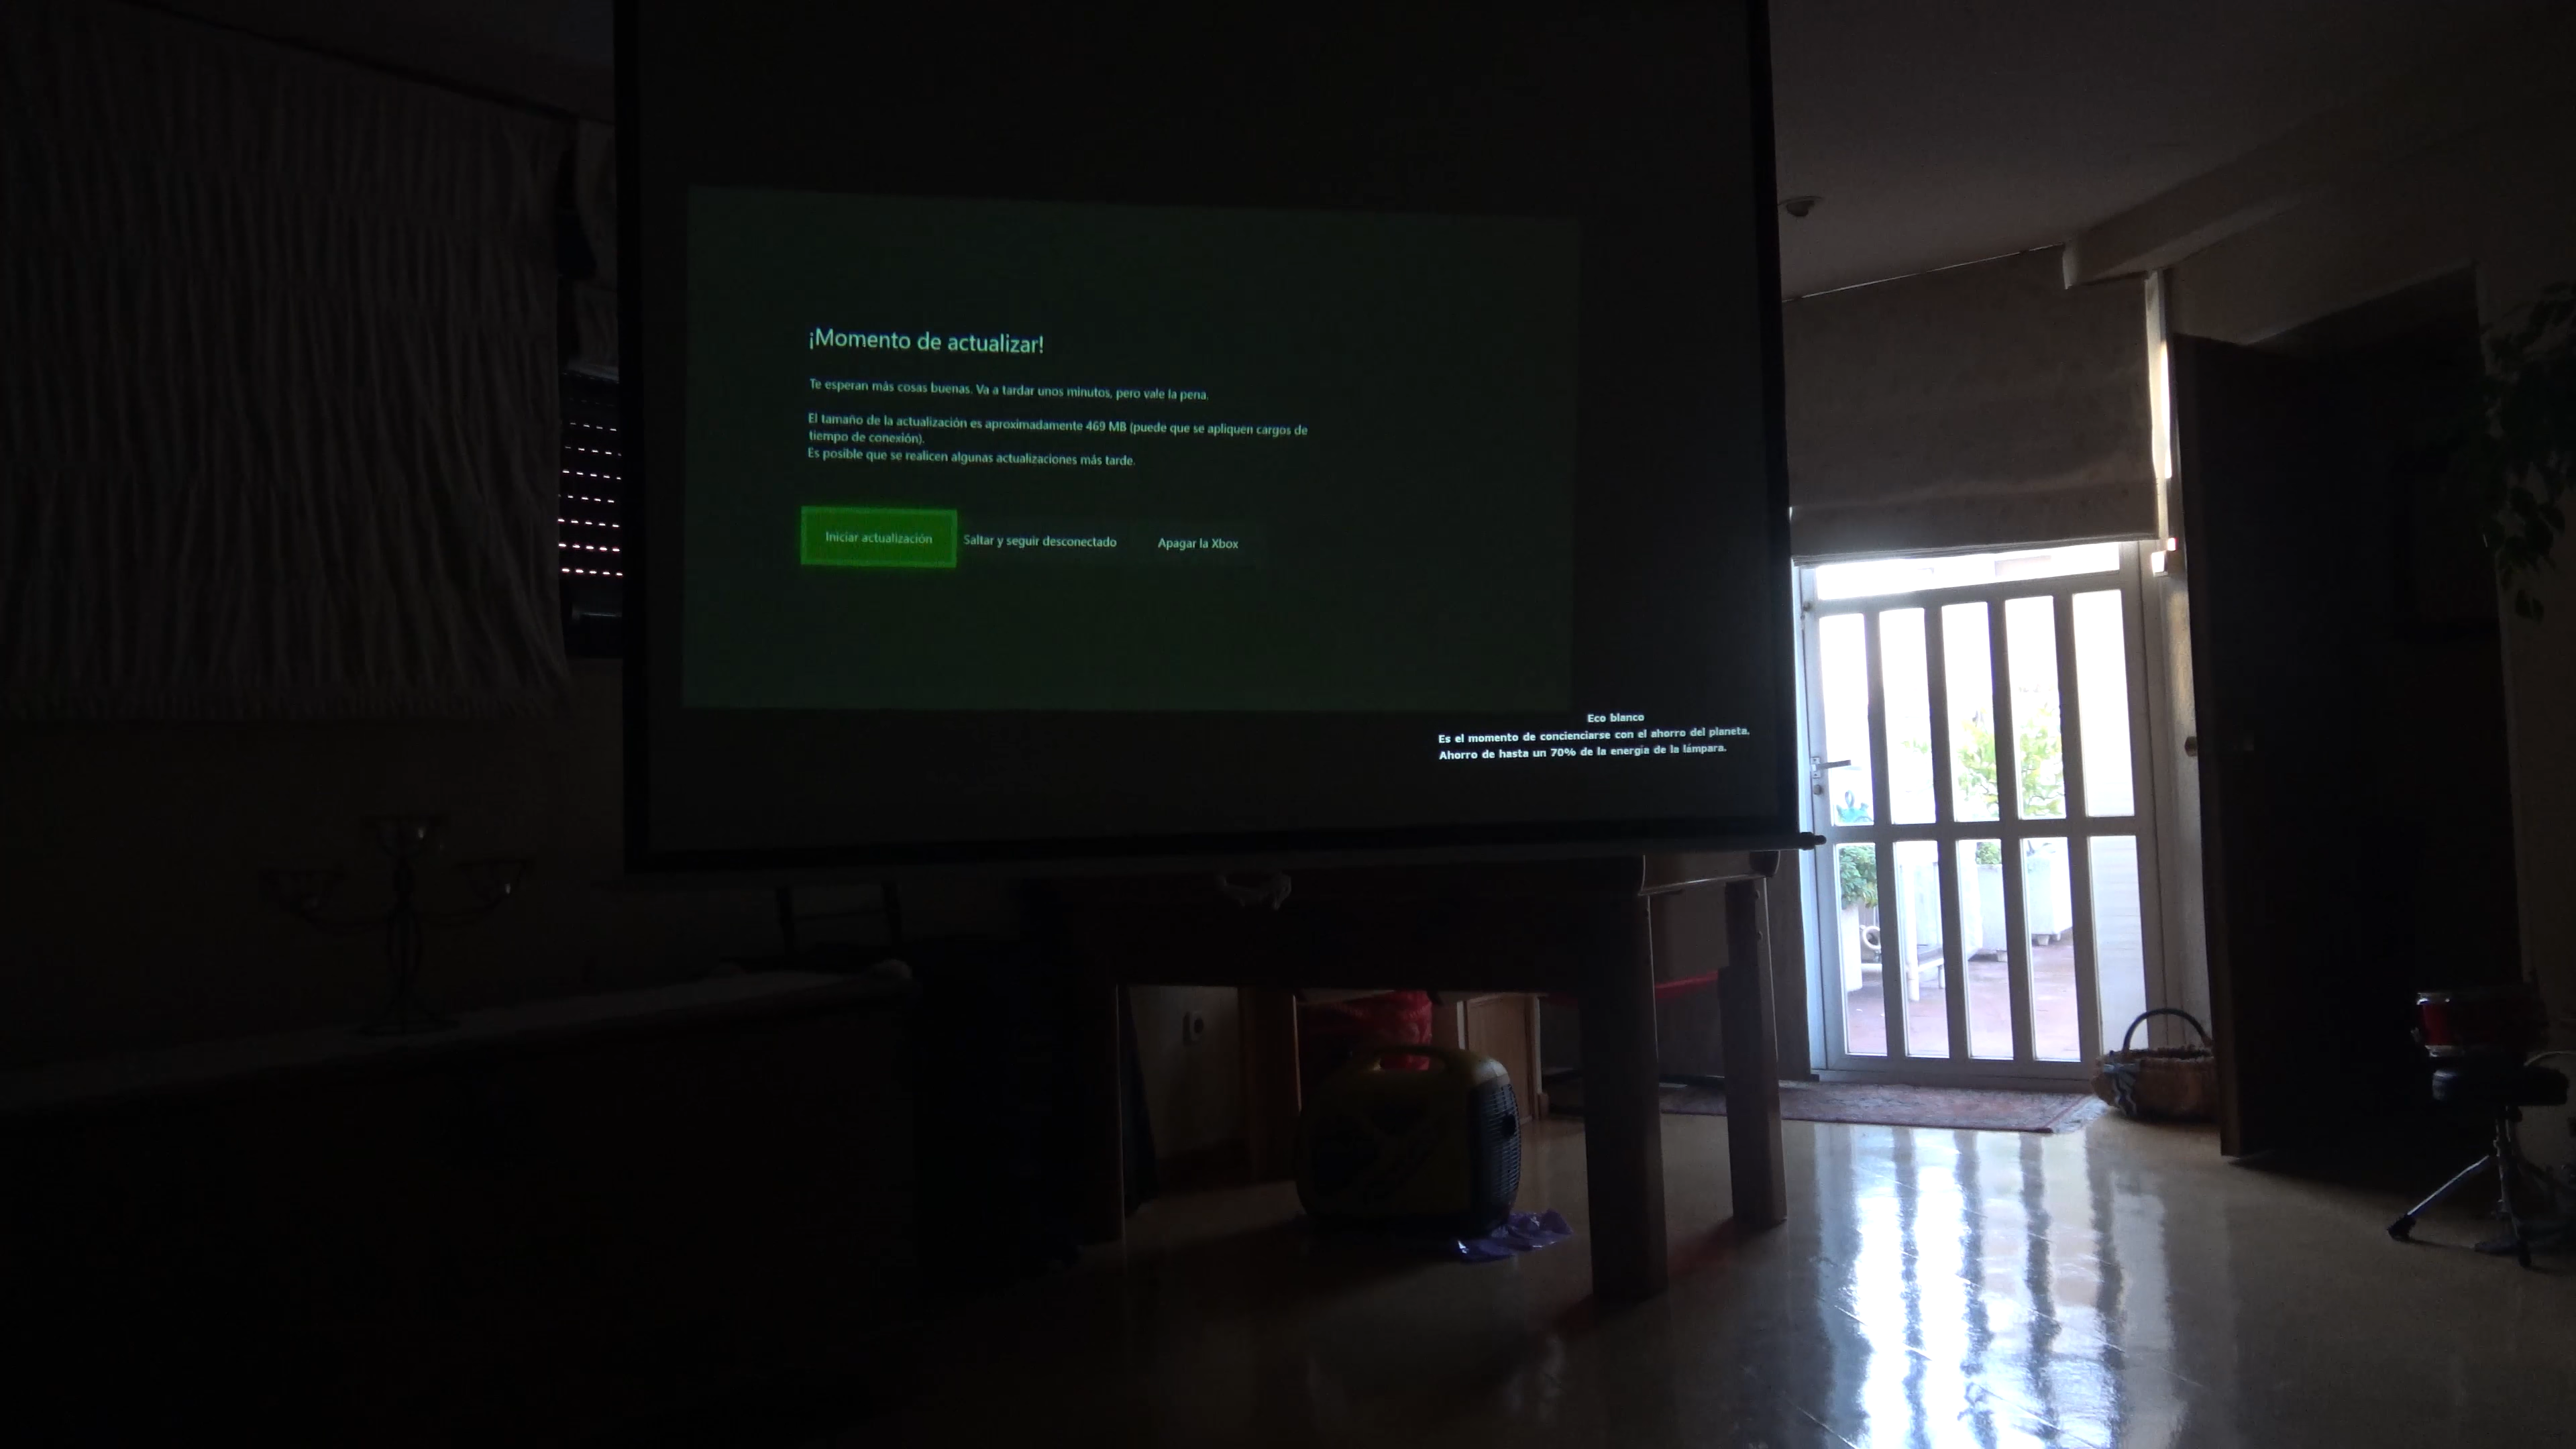 ¡Momento de actualizar!
Te esperan más cosas buenas. Va a tardar unos minutos, pero vale la pena.
El tamaño de la actualización es aproximadamente 469 MB (puede que se apliquen cargos de
tiempo de conexión).
Es posible que se realicen algunas actualizaciones más tarde.
Iniciar actualización
Saltar y seguir desconectado
Apagar la Xbox
Eco blanco
Es el momento de concienciarse con el ahorro del planeta.
Ahorro de hasta un 70% de la energia de la lámpara.